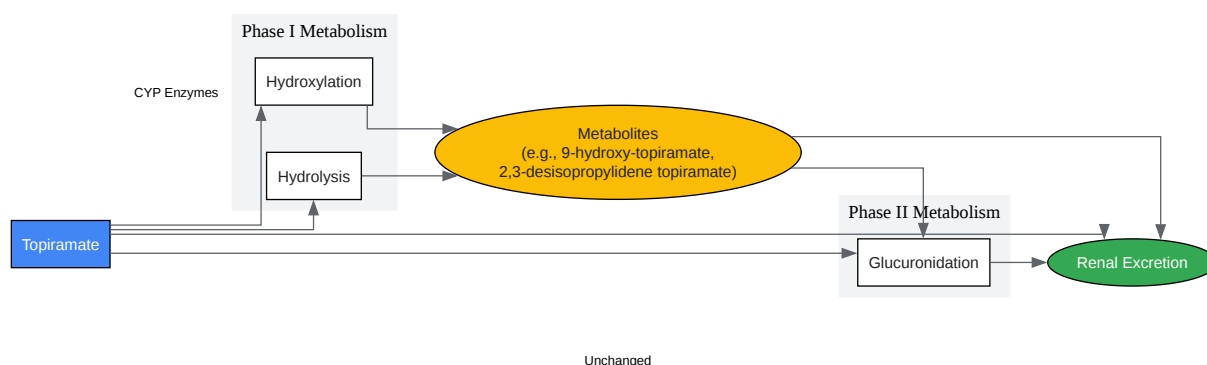 Phase I Metabolism
Hydroxylation
CYP Enzymes
Metabolites
(e.g., 9-hydroxy-topiramate,
2,3-desisopropylidene topiramate)
Hydrolysis
Phase II Metabolism
Topiramate
Glucuronidation
Renal Excretion
Unchanged